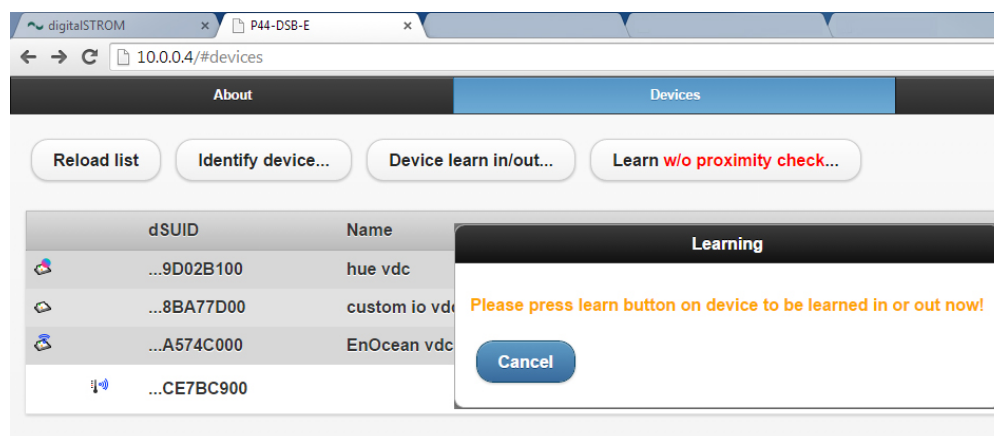 digitalSTROM × P44-DSB-E ×
10.0.0.4/#devices
About Devices
Reload list Identify device... Device learn in/out... Learn w/o proximity check...
dSUID Name
Learning
...9D02B100 hue vdc
Please press learn button on device to be learned in or out now!
...8BA77D00 custom io vdc
...A574C000 EnOcean vdc
Cancel
...CE7BC900